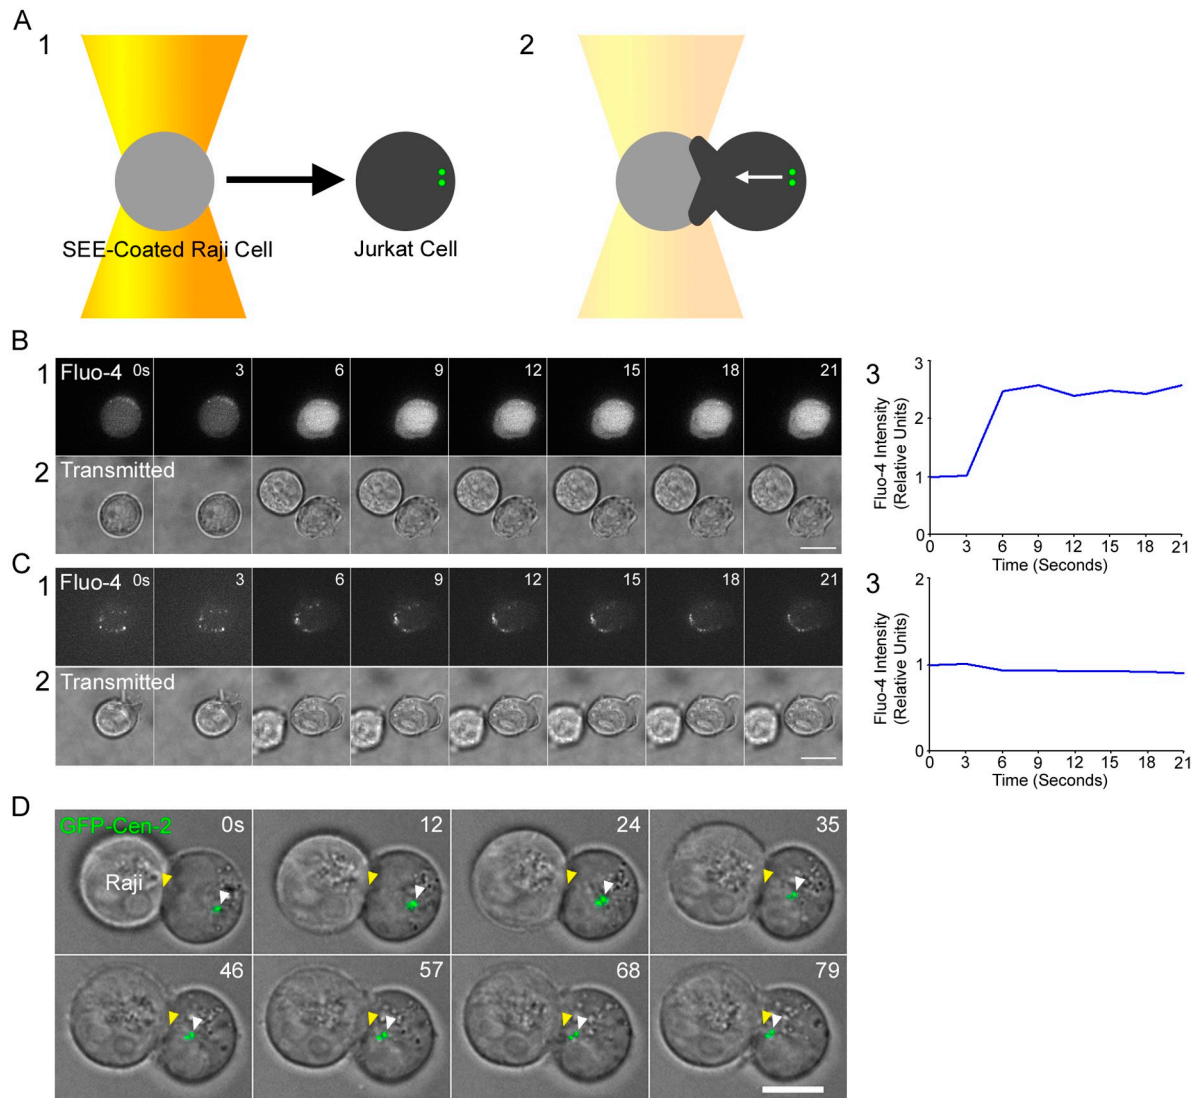 A
1
2
SEE-Coated Raji Cell
Jurkat Cell
B
1
Fluo-4
0s
3
6
9
12
15
18
21
2
Transmitted
3
Fluo-4 Intensity
(Relative Units)
3
2
1
0
0 3 6 9 12 15 18 21
Time (Seconds)
C
1
Fluo-4
0s
3
6
9
12
15
18
21
2
Transmitted
3
Fluo-4 Intensity
(Relative Units)
2
1
0
0 3 6 9 12 15 18 21
Time (Seconds)
D
GFP-Cen-2
0s
12
24
35
Raji
46
57
68
79